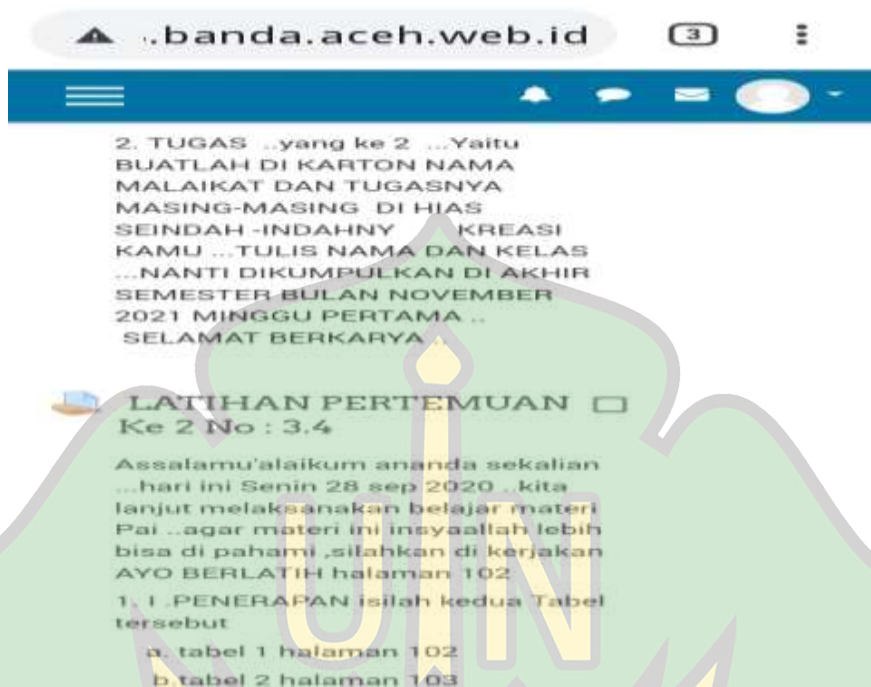 ..banda.aceh.web.id 3
2. TUGAS ..yang ke 2 ...Yaitu
BUATLAH DI KARTON NAMA
MALAIKAT DAN TUGASNYA
MASING-MASING DI HIAS
SEINDAH -INDAHNY KREASI
KAMU ...TULIS NAMA DAN KELAS
...NANTI DIKUMPULKAN DI AKHIR
SEMESTER BULAN NOVEMBER
2021 MINGGU PERTAMA ..
SELAMAT BERKARYA ..
LATIHAN PERTEMUAN
Ke 2 No : 3.4
Assalamu'alaikum ananda sekalian
...hari ini Senin 28 sep 2020 ..kita
lanjut melaksanakan belajar materi
Pai ..agar materi ini insyaallah lebih
bisa di pahami ,silahkan di kerjakan
AYO BERLATIH halaman 102
1. I .PENERAPAN isilah kedua Tabel
tersebut
a. tabel 1 halaman 102
b.tabel 2 halaman 103
UIN